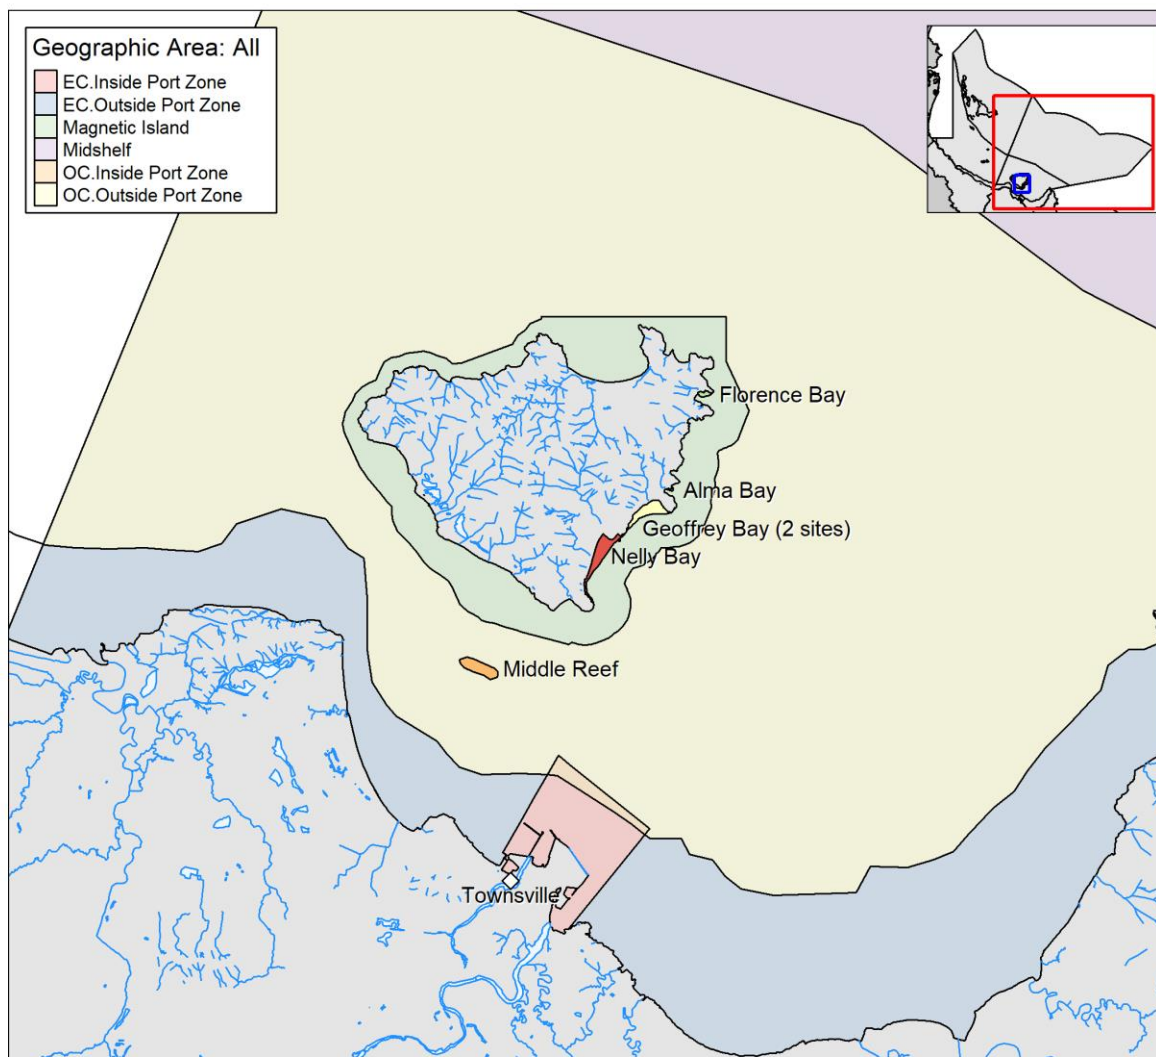 Geographic Area: All
EC.Inside Port Zone
EC.Outside Port Zone
Magnetic Island
Midshelf
OC.Inside Port Zone
OC.Outside Port Zone
Florence Bay
Alma Bay
Geoffrey Bay (2 sites)
Nelly Bay
Middle Reef
Townsville